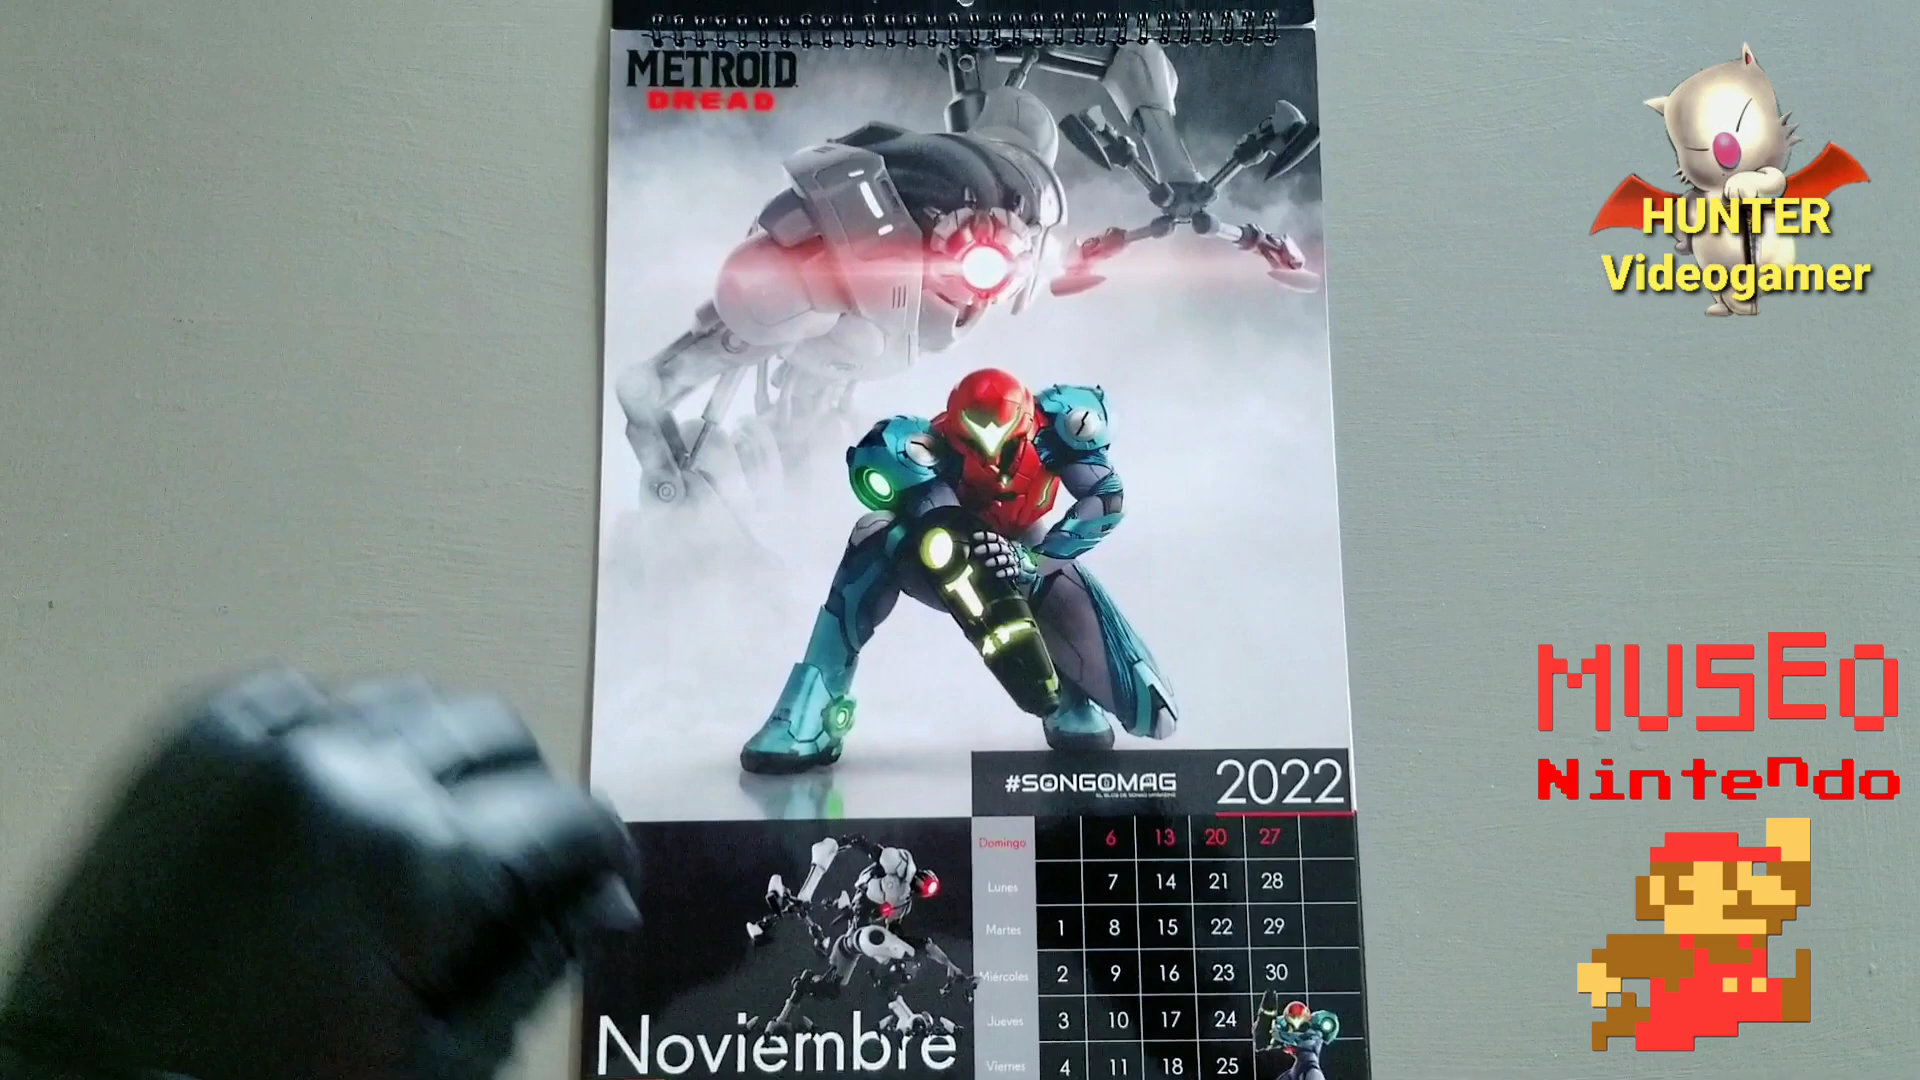 METROID
DREAD
HUNTER
Videogamer
MUSEO
Nintendo
#SONGOMAG
2022
Domingo 6 13 20 27
Lunes 7 14 21 28
Martes 1 8 15 22 29
Miércoles 2 9 16 23 30
Jueves 3 10 17 24
Viernes 4 11 18 25
Noviembre